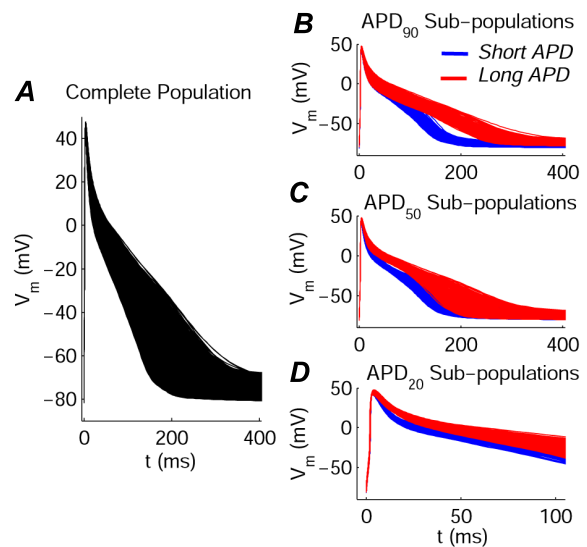 A
Complete Population
40
20
0
−20
−40
−60
−80
Vm (mV)
0
200
400
t (ms)
B
APD90 Sub−populations
Short APD
Long APD
50
0
−50
Vm (mV)
0
200
400
C
APD50 Sub−populations
50
0
−50
Vm (mV)
0
200
400
D
APD20 Sub−populations
50
0
−50
Vm (mV)
0
50
100
t (ms)